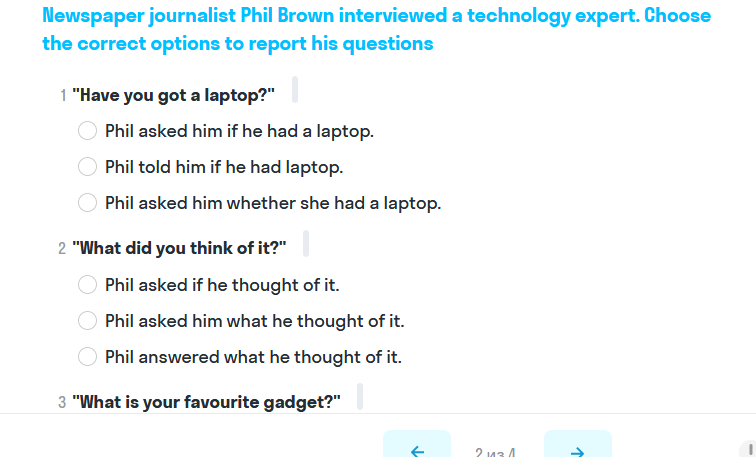 Newspaper journalist Phil Brown interviewed a technology expert. Choose
the correct options to report his questions
1 "Have you got a laptop?"
Phil asked him if he had a laptop.
Phil told him if he had laptop.
Phil asked him whether she had a laptop.
2 "What did you think of it?"
Phil asked if he thought of it.
Phil asked him what he thought of it.
Phil answered what he thought of it.
3 "What is your favourite gadget?"
← 2 из 4 →